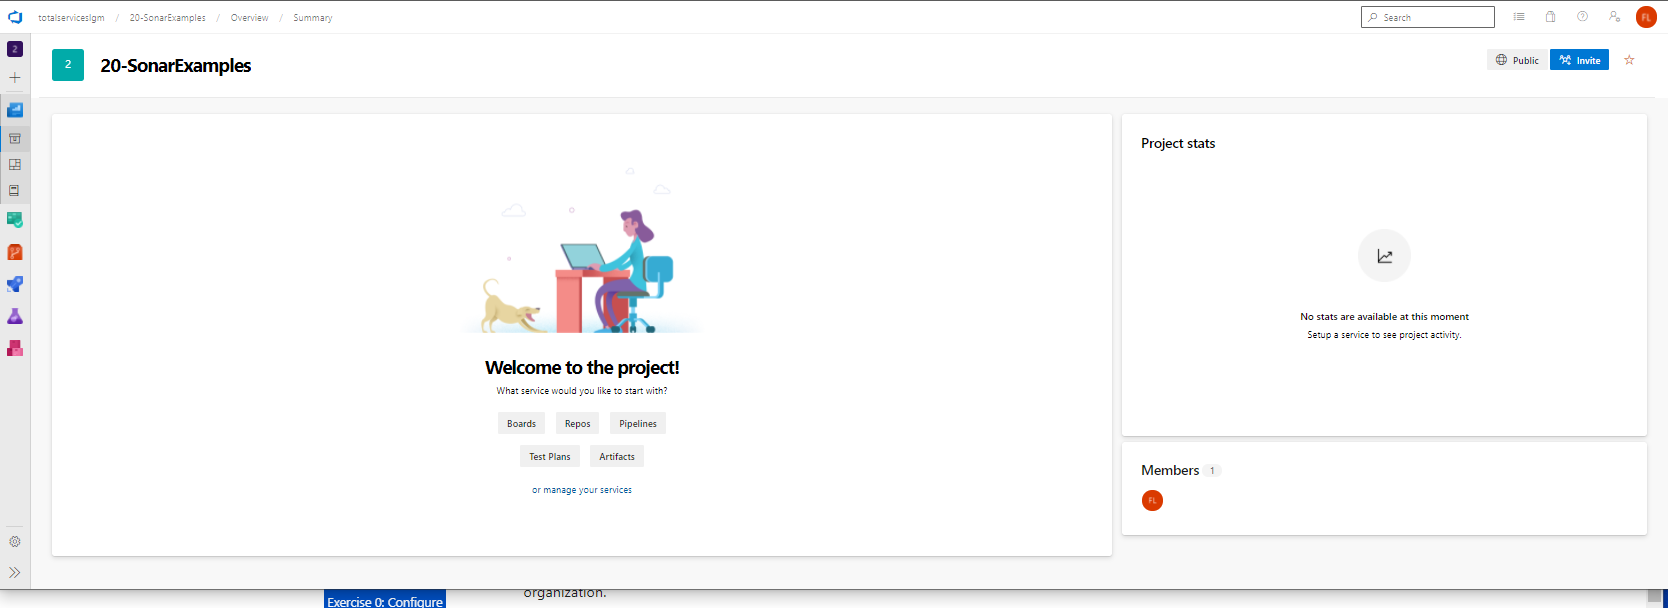 totalserviceslgm / 20-SonarExamples / Overview / Summary
Search
FL
2
2
20-SonarExamples
Public
Invite
Welcome to the project!
What service would you like to start with?
Boards Repos Pipelines
Test Plans Artifacts
or manage your services
Project stats
No stats are available at this moment
Setup a service to see project activity.
Members 1
FL
Exercise 0: Configure
organization.